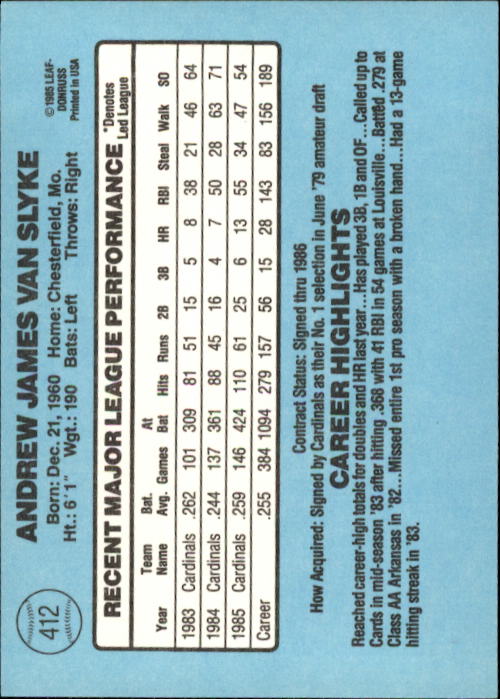 412
ANDREW JAMES VAN SLYKE
Born: Dec. 21, 1960 Home: Chesterfield, Mo.
Ht.: 6'1" Wgt.: 190 Bats: Left Throws: Right
© 1985 LEAF-
DONRUSS
Printed in USA
RECENT MAJOR LEAGUE PERFORMANCE
*Denotes
Led League
Team Bat. At
Year Name Avg. Games Bat Hits Runs 2B 3B HR RBI Steal Walk SO
1983 Cardinals .262 101 309 81 51 15 5 8 38 21 46 64
1984 Cardinals .244 137 361 88 45 16 4 7 50 28 63 71
1985 Cardinals .259 146 424 110 61 25 6 13 55 34 47 54
Career .255 384 1094 279 157 56 15 28 143 83 156 189
Contract Status: Signed thru 1986
How Acquired: Signed by Cardinals as their No. 1 selection in June '79 amateur draft
CAREER HIGHLIGHTS
Reached career-high totals for doubles and HR last year...Has played 3B, 1B and OF...Called up to
Cards in mid-season '83 after hitting .368 with 41 RBI in 54 games at Louisville...Batted .279 at
Class AA Arkansas in '82...Missed entire 1st pro season with a broken hand...Had a 13-game
hitting streak in '83.